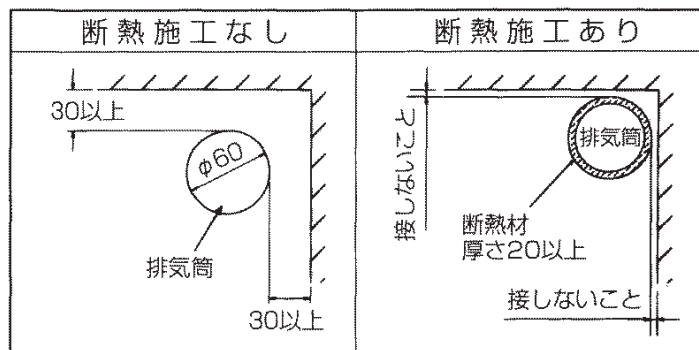 断熱施工なし
30以上
φ60
排気筒
30以上
断熱施工あり
接しないこと
排気筒
断熱材
厚さ20以上
接しないこと